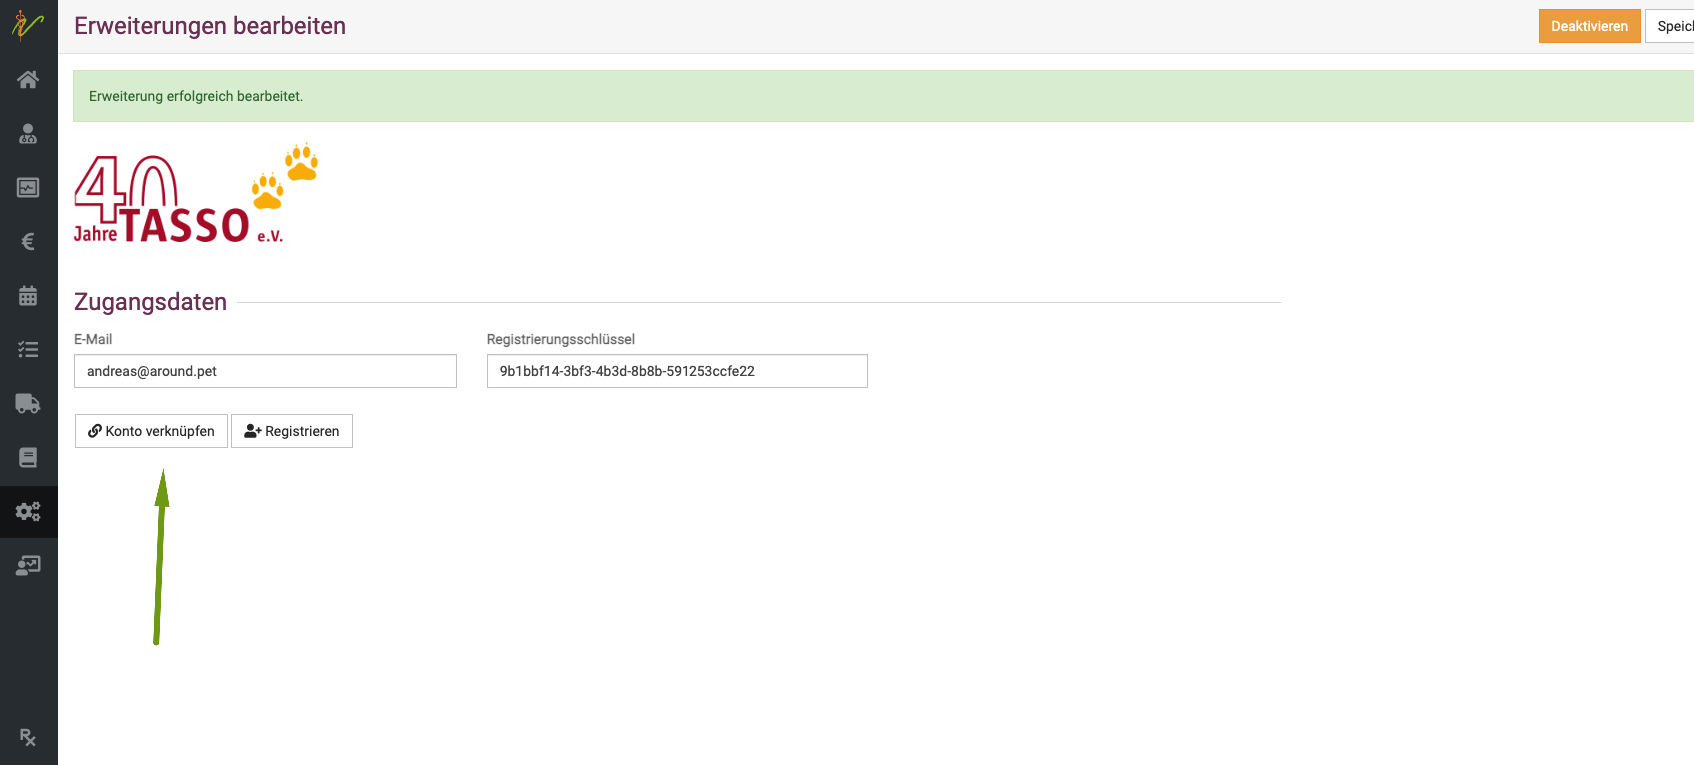 Erweiterungen bearbeiten
Deaktivieren
Erweiterung erfolgreich bearbeitet.
40
Jahre TASSO e.V.
Zugangsdaten
E-Mail
Registrierungsschlüssel
andreas@around.pet
9b1bbf14-3bf3-4b3d-8b8b-591253ccfe22
Konto verknüpfen
Registrieren